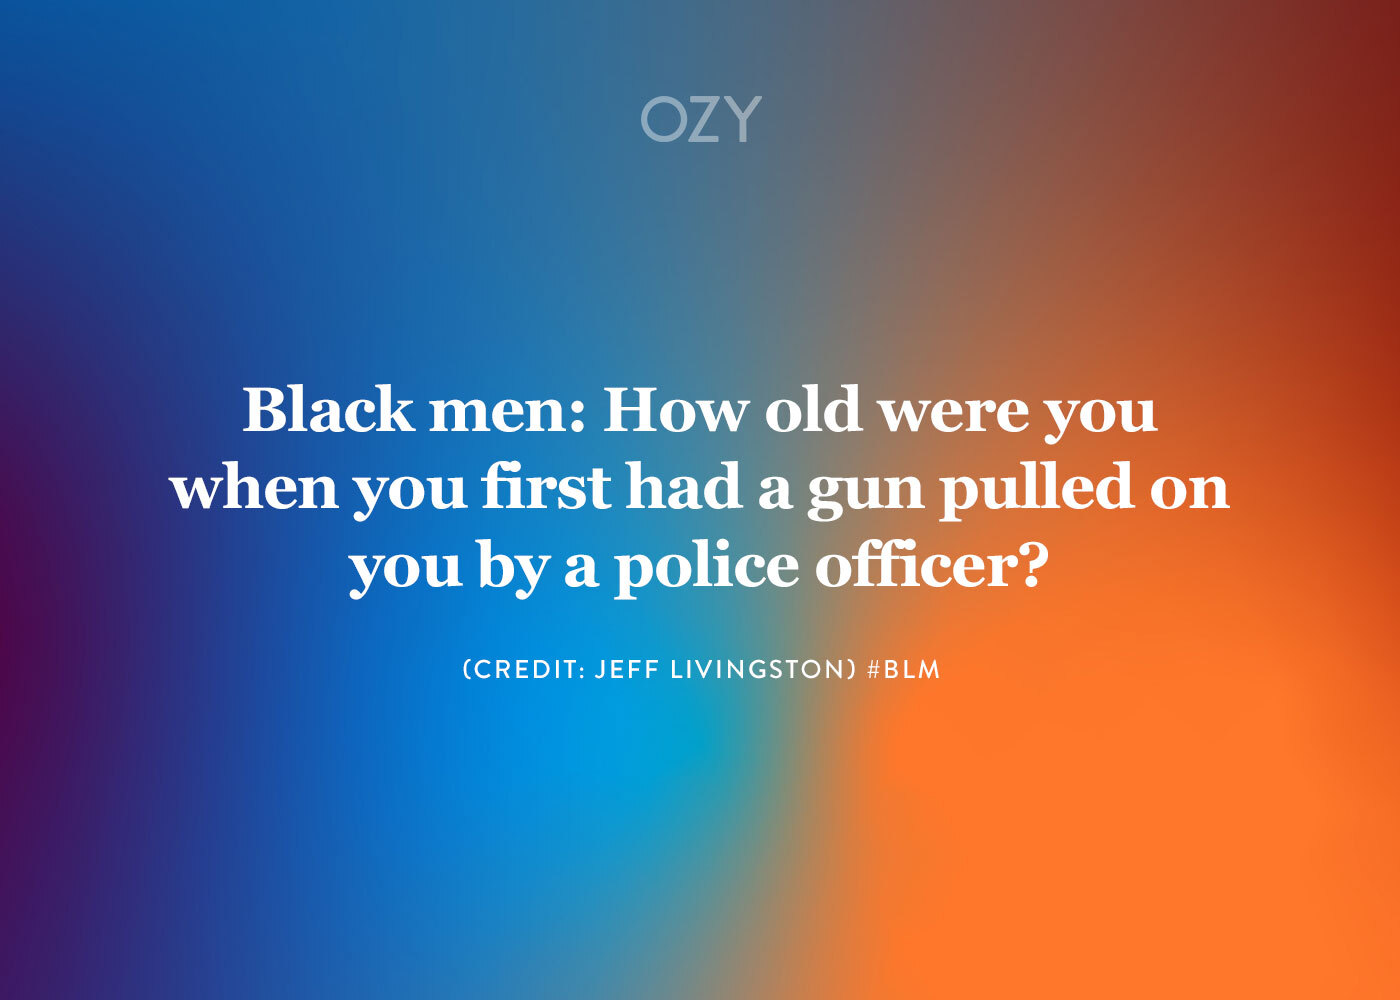 OZY
Black men: How old were you
when you first had a gun pulled on
you by a police officer?
(CREDIT: JEFF LIVINGSTON) #BLM